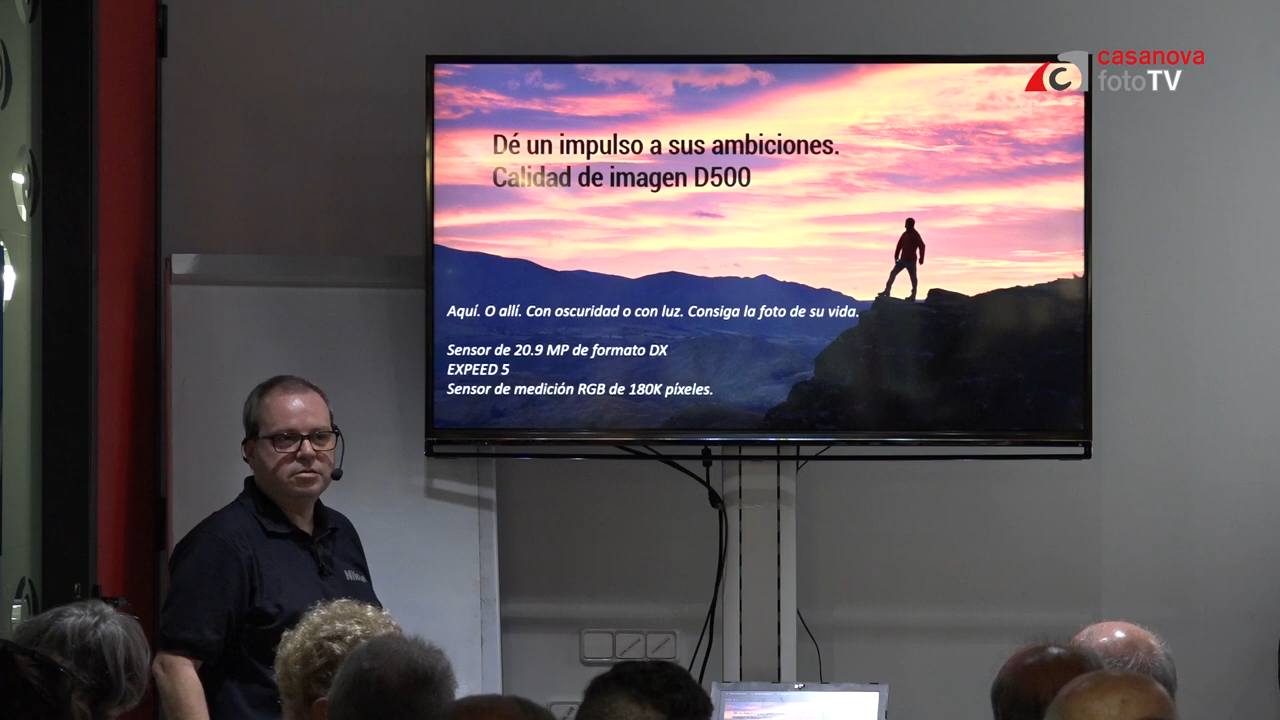 casanova
fotoTV
Dé un impulso a sus ambiciones.
Calidad de imagen D500
Aquí. O allí. Con oscuridad o con luz. Consiga la foto de su vida.
Sensor de 20.9 MP de formato DX
EXPEED 5
Sensor de medición RGB de 180K píxeles.
Nikon